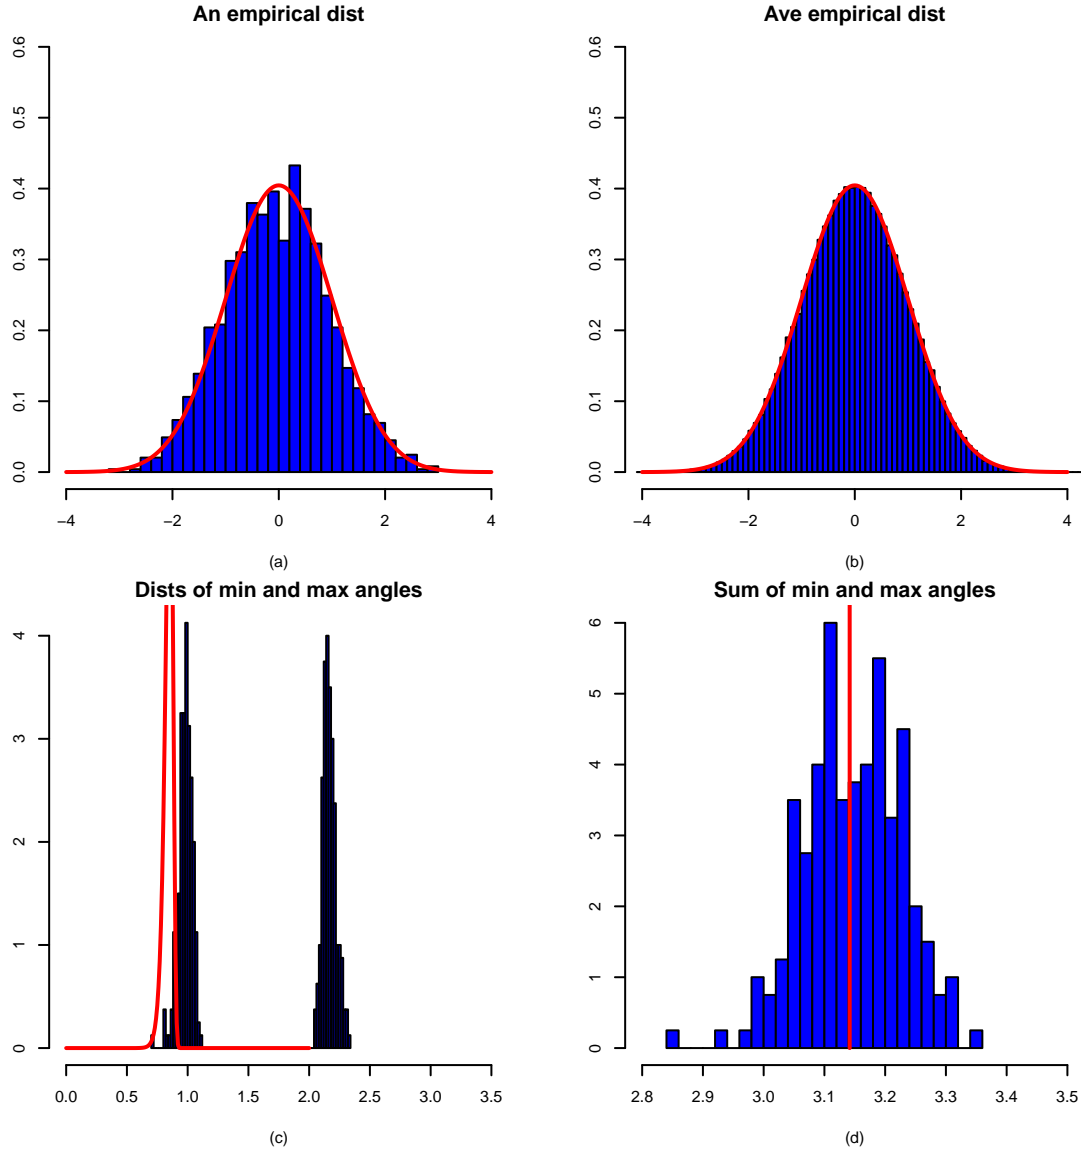 An empirical dist
0.0 0.1 0.2 0.3 0.4 0.5 0.6
−4 −2 0 2 4
(a)
Ave empirical dist
0.0 0.1 0.2 0.3 0.4 0.5 0.6
−4 −2 0 2 4
(b)
Dists of min and max angles
0 1 2 3 4
0.0 0.5 1.0 1.5 2.0 2.5 3.0 3.5
(c)
Sum of min and max angles
0 1 2 3 4 5 6
2.8 2.9 3.0 3.1 3.2 3.3 3.4 3.5
(d)